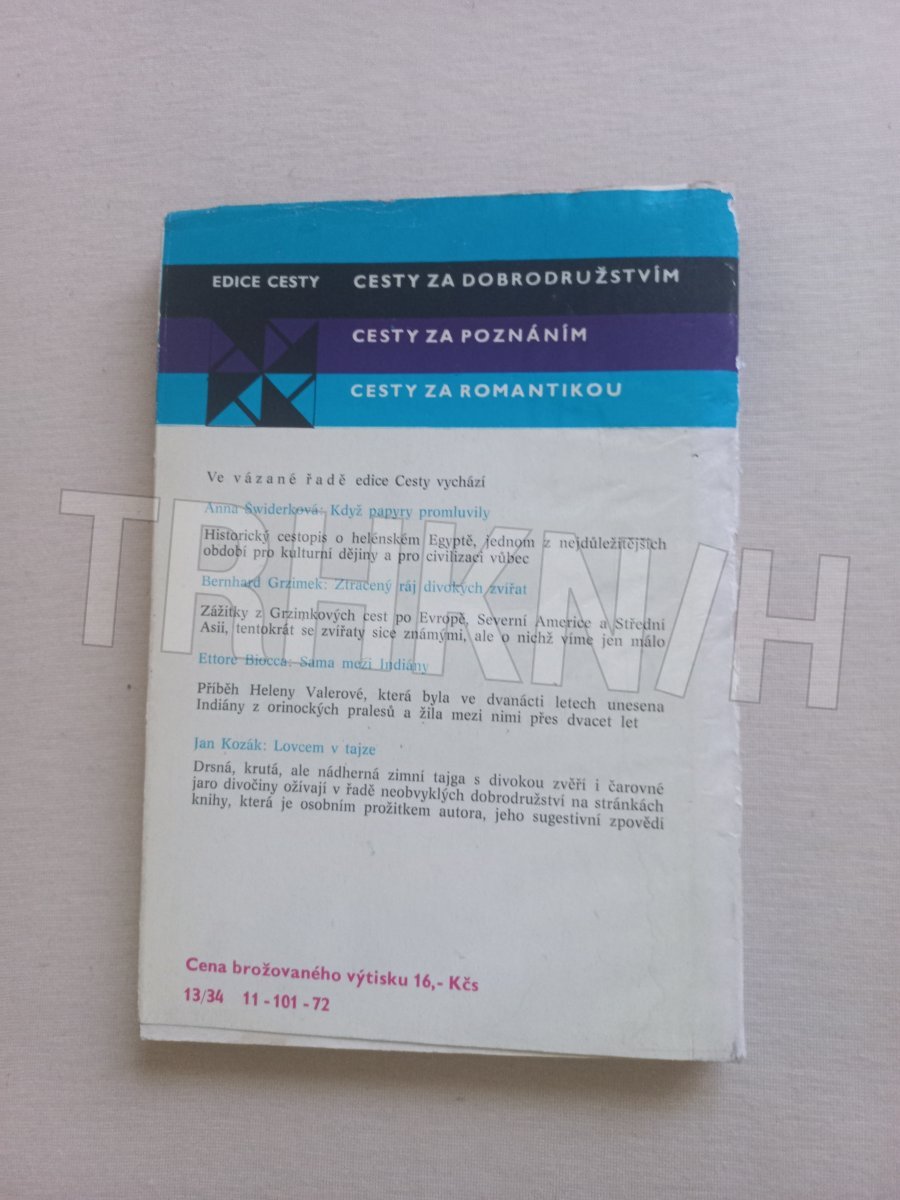 EDICE CESTY CESTY ZA DOBRODRUŽSTVÍM
CESTY ZA POZNÁNÍM
CESTY ZA ROMANTIKOU
Ve vázané řadě edice Cesty vychází
Anna Świderková: Když papyry promluvily
Historický cestopis o helénském Egyptě, jednom z nejdůležitějších
období pro kulturní dějiny a pro civilizaci vůbec
Bernhard Grzimek: Ztracený ráj divokých zvířat
Zážitky z Grzimkových cest po Evropě, Severní Americe a Střední
Asii, tentokrát se zvířaty sice známými, ale o nichž víme jen málo
Ettore Biocca: Sama mezi Indiány
Příběh Heleny Valerové, která byla ve dvanácti letech unesena
Indiány z orinockých pralesů a žila mezi nimi přes dvacet let
Jan Kozák: Lovcem v tajze
Drsná, krutá, ale nádherná zimní tajga s divokou zvěří i čarovné
jaro divočiny ožívají v řadě neobvyklých dobrodružství na stránkách
knihy, která je osobním prožitkem autora, jeho sugestivní zpovědi
Cena brožovaného výtisku 16,- Kčs
13/34 11-101-72
TRHKNIH